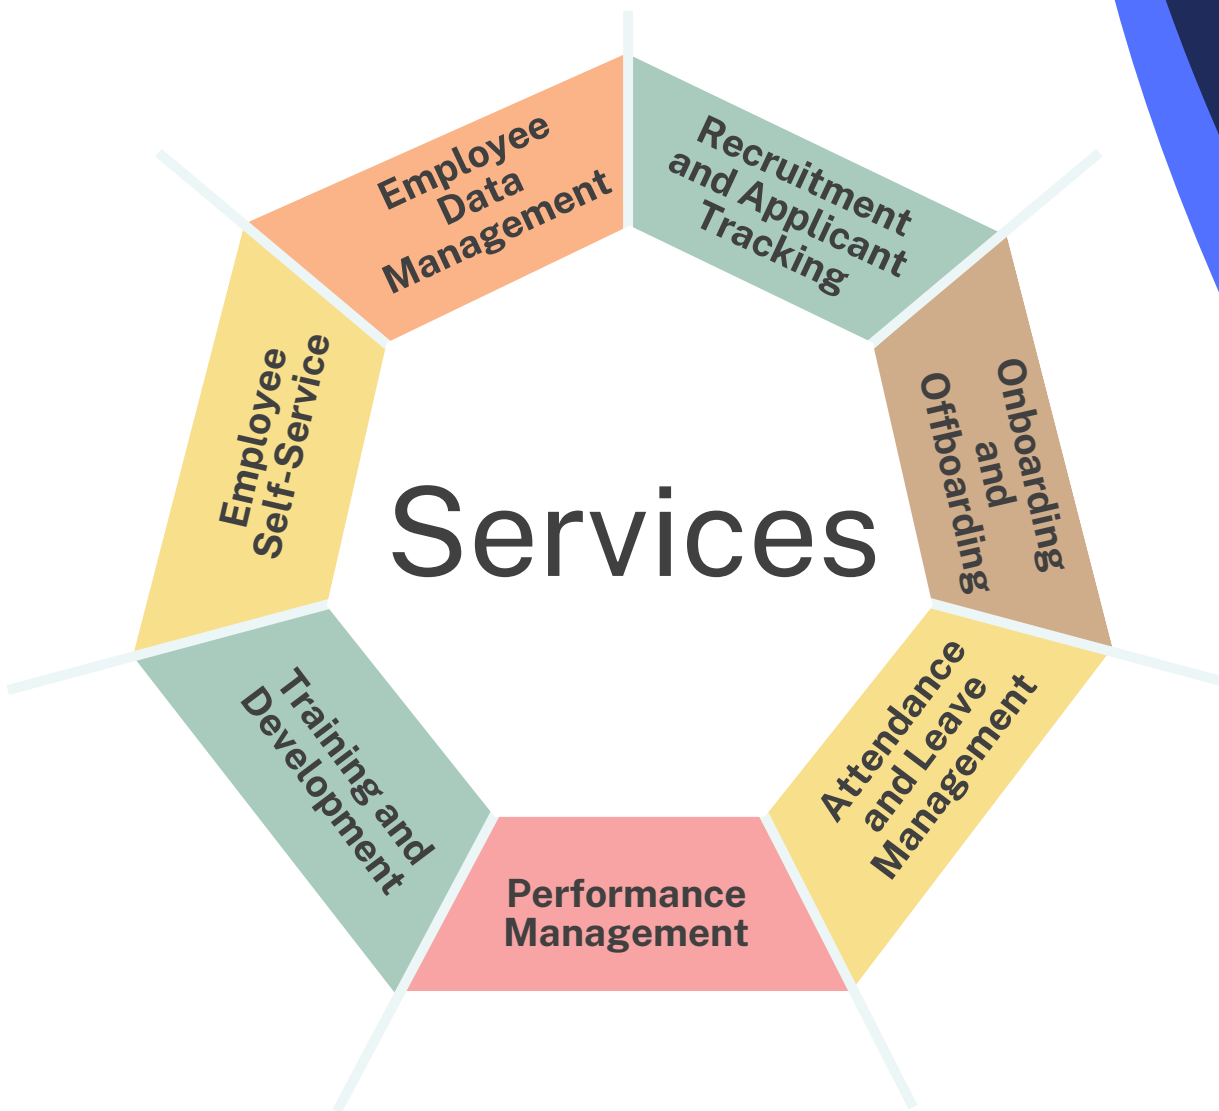 Employee
Data
Management
Recruitment
and Applicant
Tracking
Onboarding
and
Offboarding
Attendance
and Leave
Management
Performance
Management
Training and
Development
Employee
Self-Service
Services